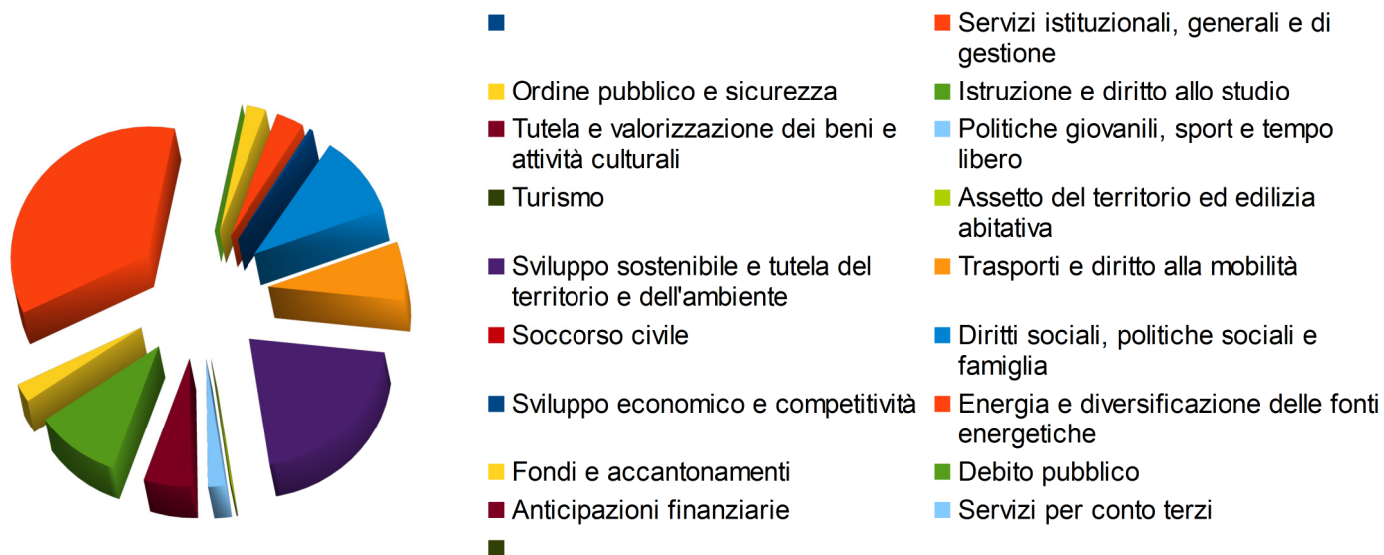 Servizi istituzionali, generali e di
gestione
Ordine pubblico e sicurezza
Istruzione e diritto allo studio
Tutela e valorizzazione dei beni e
attività culturali
Politiche giovanili, sport e tempo
libero
Turismo
Assetto del territorio ed edilizia
abitativa
Sviluppo sostenibile e tutela del
territorio e dell'ambiente
Trasporti e diritto alla mobilità
Soccorso civile
Diritti sociali, politiche sociali e
famiglia
Sviluppo economico e competitività
Energia e diversificazione delle fonti
energetiche
Fondi e accantonamenti
Debito pubblico
Anticipazioni finanziarie
Servizi per conto terzi